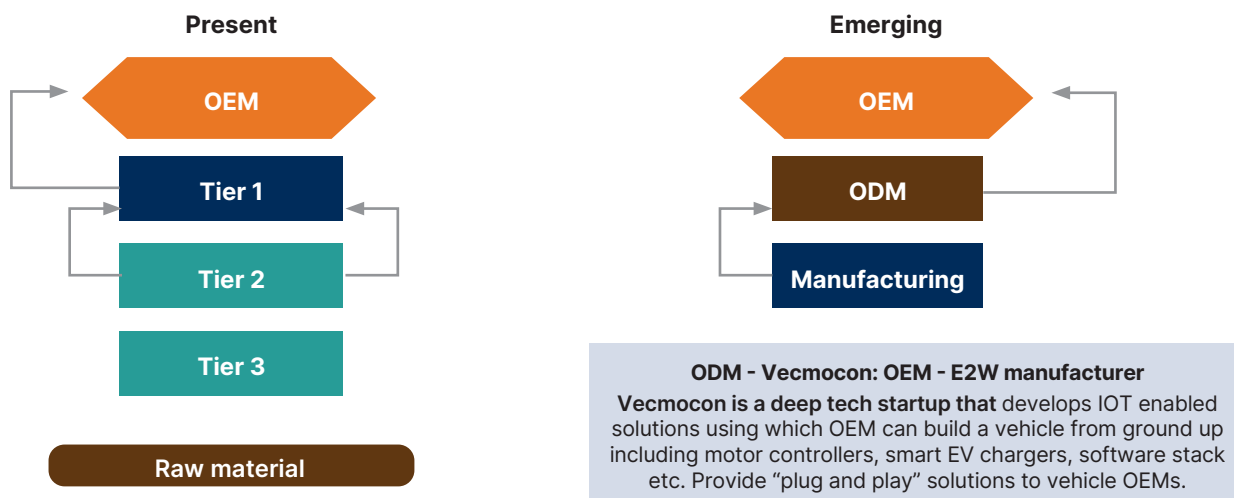 Present
OEM
Tier 1
Tier 2
Tier 3
Raw material
Emerging
OEM
ODM
Manufacturing
ODM - Vecmocon: OEM - E2W manufacturer
Vecmocon is a deep tech startup that develops IOT enabled
solutions using which OEM can build a vehicle from ground up
including motor controllers, smart EV chargers, software stack
etc. Provide “plug and play” solutions to vehicle OEMs.